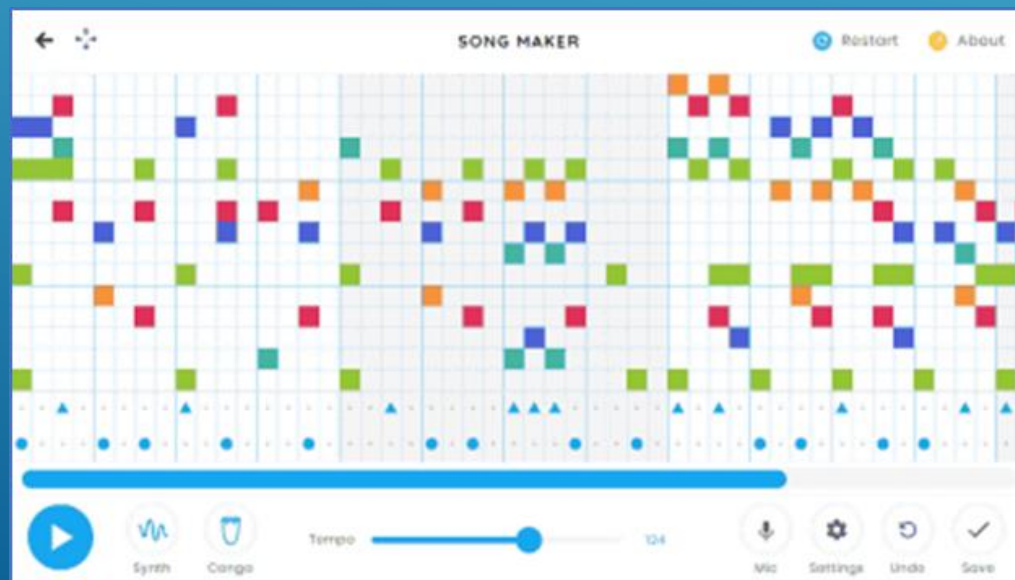 SONG MAKER
Restart
About
Tempo
124
Synth
Conga
Mic
Settings
Undo
Save